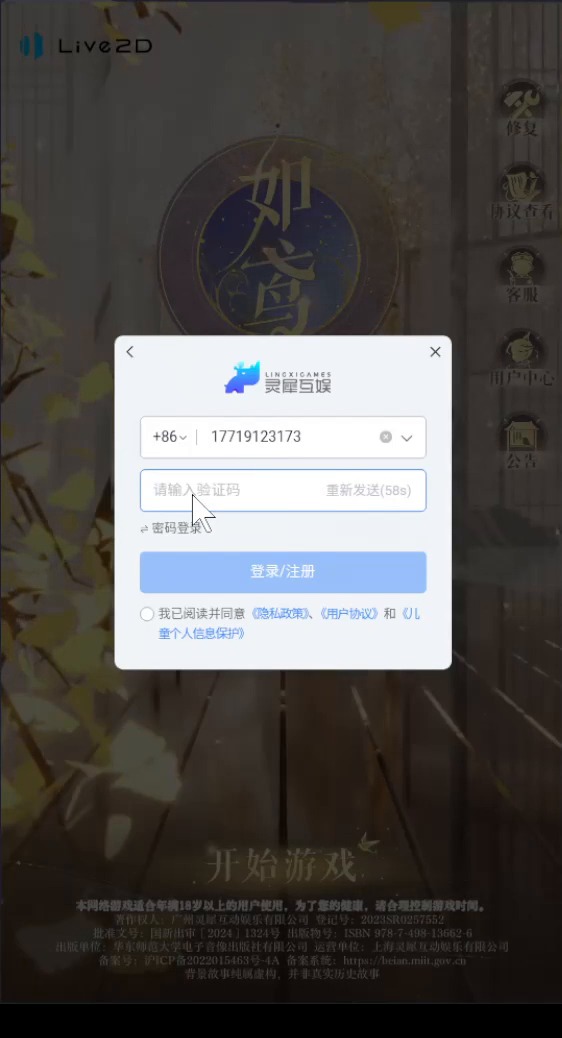 Live2D
修复
如鸢
协议查看
客服
用户中心
公告
LINGXIGAMES
灵犀互娱
+86 17719123173
请输入验证码 重新发送(58s)
密码登录
登录/注册
我已阅读并同意《隐私政策》、《用户协议》和《儿
童个人信息保护》
开始游戏
本网络游戏适合年满18岁以上的用户使用,为了您的健康,请合理控制游戏时间。
著作权人:广州灵犀互动娱乐有限公司 登记号:2023SR0257552
批准文号:国新出审[2024]1324号 出版物号:ISBN 978-7-498-13662-6
出版单位:华东师范大学电子音像出版社有限公司 运营单位:上海灵犀互动娱乐有限公司
备案号:沪ICP备2022015463号-4A 备案系统:https://beian.miit.gov.cn
背景故事纯属虚构,并非真实历史故事